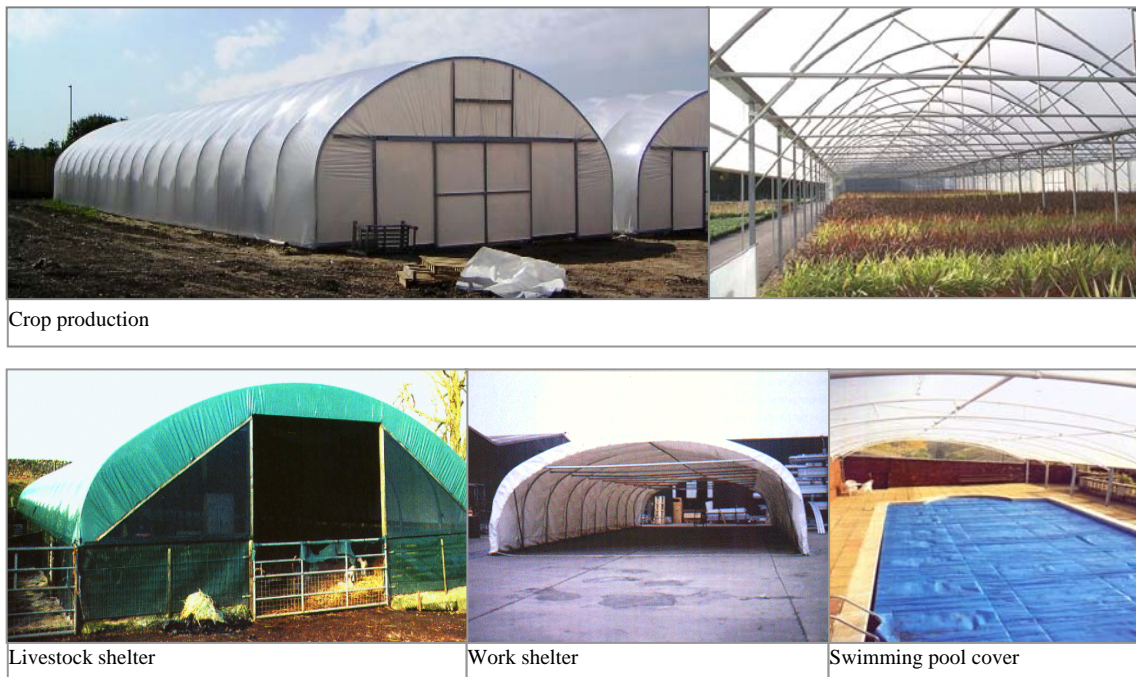 Crop production
Livestock shelter
Work shelter
Swimming pool cover